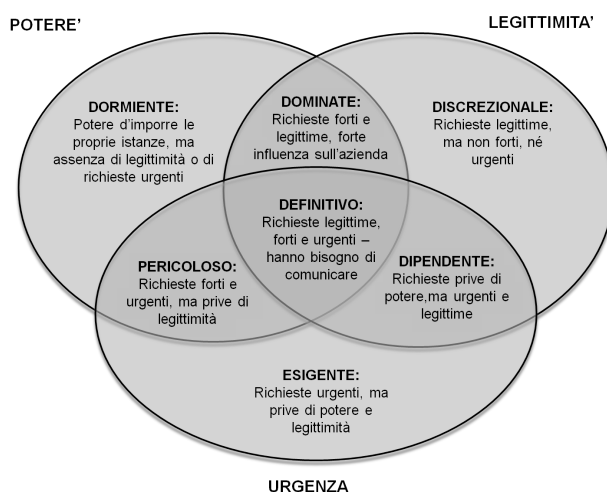 POTERE'
LEGITTIMITA'
DORMIENTE:
Potere d'imporre le
proprie istanze, ma
assenza di legittimità o di
richieste urgenti
DOMINATE:
Richieste forti e
legittime, forte
influenza sull'azienda
DISCREZIONALE:
Richieste legittime,
ma non forti, né
urgenti
DEFINITIVO:
Richieste legittime,
forti e urgenti –
hanno bisogno di
comunicare
PERICOLOSO:
Richieste forti e
urgenti, ma prive di
legittimità
DIPENDENTE:
Richieste prive di
potere,ma urgenti e
legittime
ESIGENTE:
Richieste urgenti, ma
prive di potere e
legittimità
URGENZA